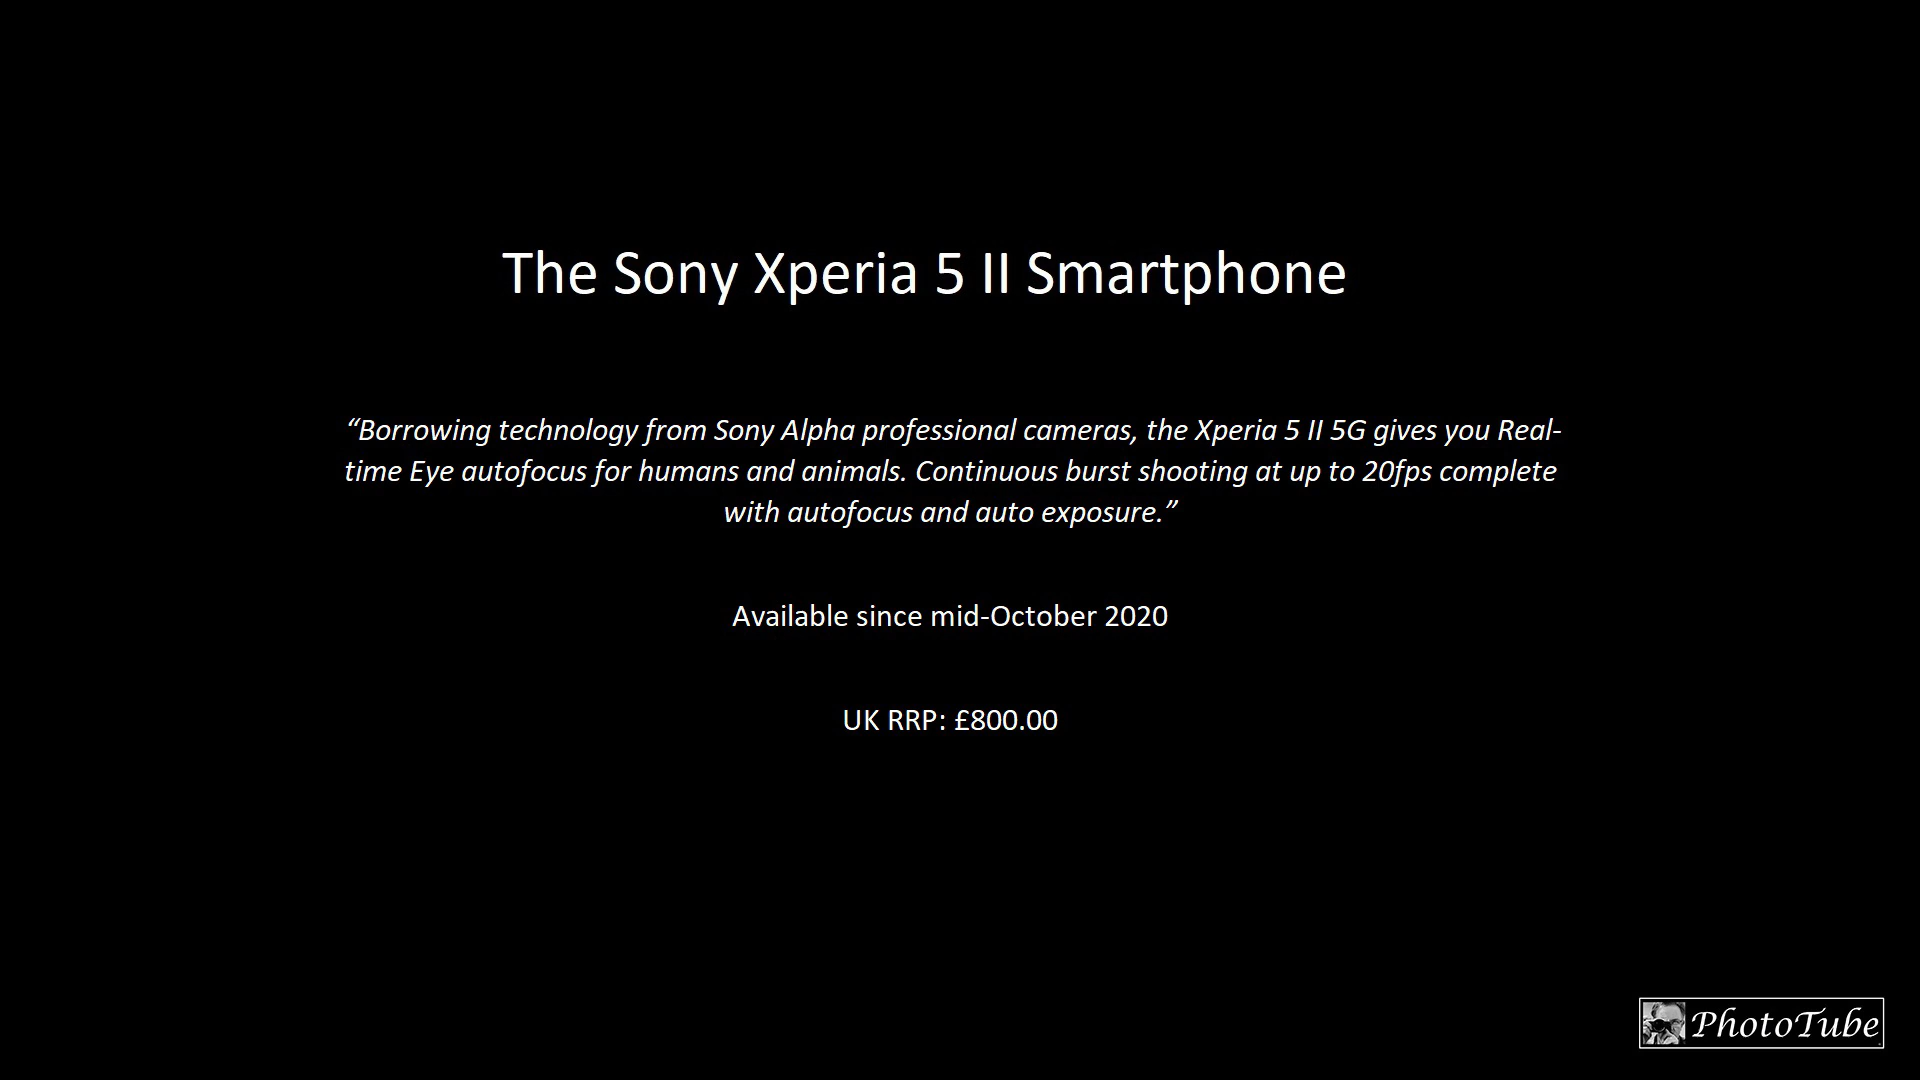 The Sony Xperia 5 II Smartphone
“Borrowing technology from Sony Alpha professional cameras, the Xperia 5 II 5G gives you Real-
time Eye autofocus for humans and animals. Continuous burst shooting at up to 20fps complete
with autofocus and auto exposure.”
Available since mid-October 2020
UK RRP: £800.00
PhotoTube